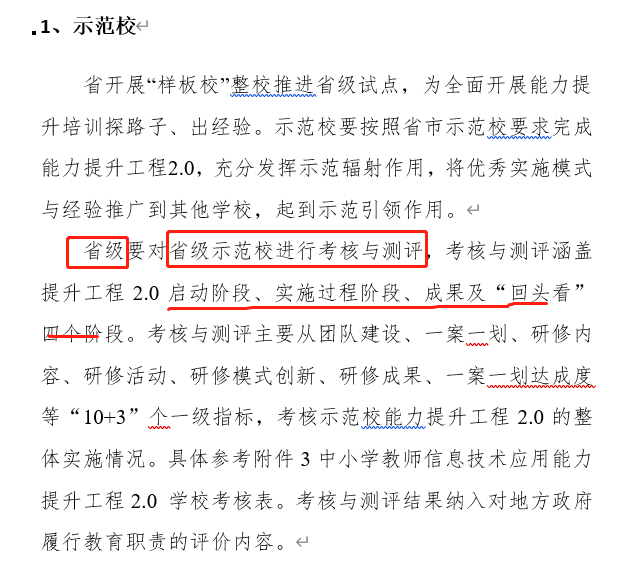 1、示范校
省开展“样板校”整校推进省级试点，为全面开展能力提
升培训探路子、出经验。示范校要按照省市示范校要求完成
能力提升工程2.0，充分发挥示范辐射作用，将优秀实施模式
与经验推广到其他学校，起到示范引领作用。
省级要对省级示范校进行考核与测评，考核与测评涵盖
提升工程 2.0 启动阶段、实施过程阶段、成果及“回头看”
四个阶段。考核与测评主要从团队建设、一案一划、研修内
容、研修活动、研修模式创新、研修成果、一案一划达成度
等“10+3”个一级指标，考核示范校能力提升工程 2.0 的整
体实施情况。具体参考附件 3 中小学教师信息技术应用能力
提升工程 2.0 学校考核表。考核与测评结果纳入对地方政府
履行教育职责的评价内容。